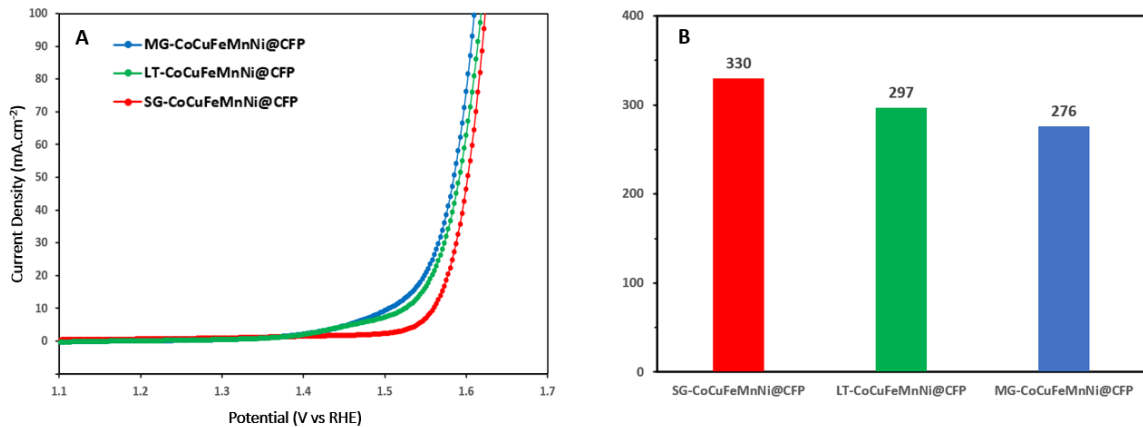 A
MG-CoCuFeMnNi@CFP
LT-CoCuFeMnNi@CFP
SG-CoCuFeMnNi@CFP
Current Density (mA.cm-2)
100
90
80
70
60
50
40
30
20
10
0
1.1 1.2 1.3 1.4 1.5 1.6 1.7
Potential (V vs RHE)
B
400
300
200
100
0
330
297
276
SG-CoCuFeMnNi@CFP LT-CoCuFeMnNi@CFP MG-CoCuFeMnNi@CFP